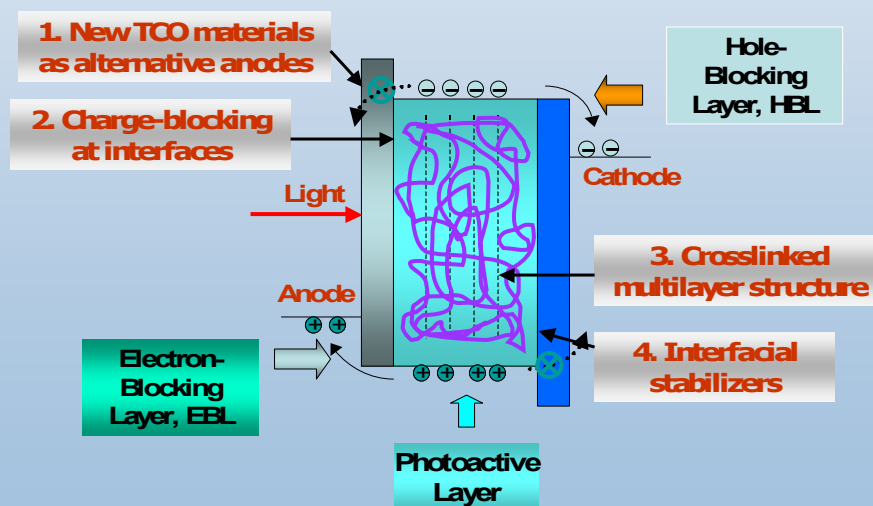 1. New TCO materials
as alternative anodes
Hole-
Blocking
Layer, HBL
2. Charge-blocking
at interfaces
Cathode
Light
3. Crosslinked
multilayer structure
Anode
4. Interfacial
stabilizers
Electron-
Blocking
Layer, EBL
Photoactive
Layer